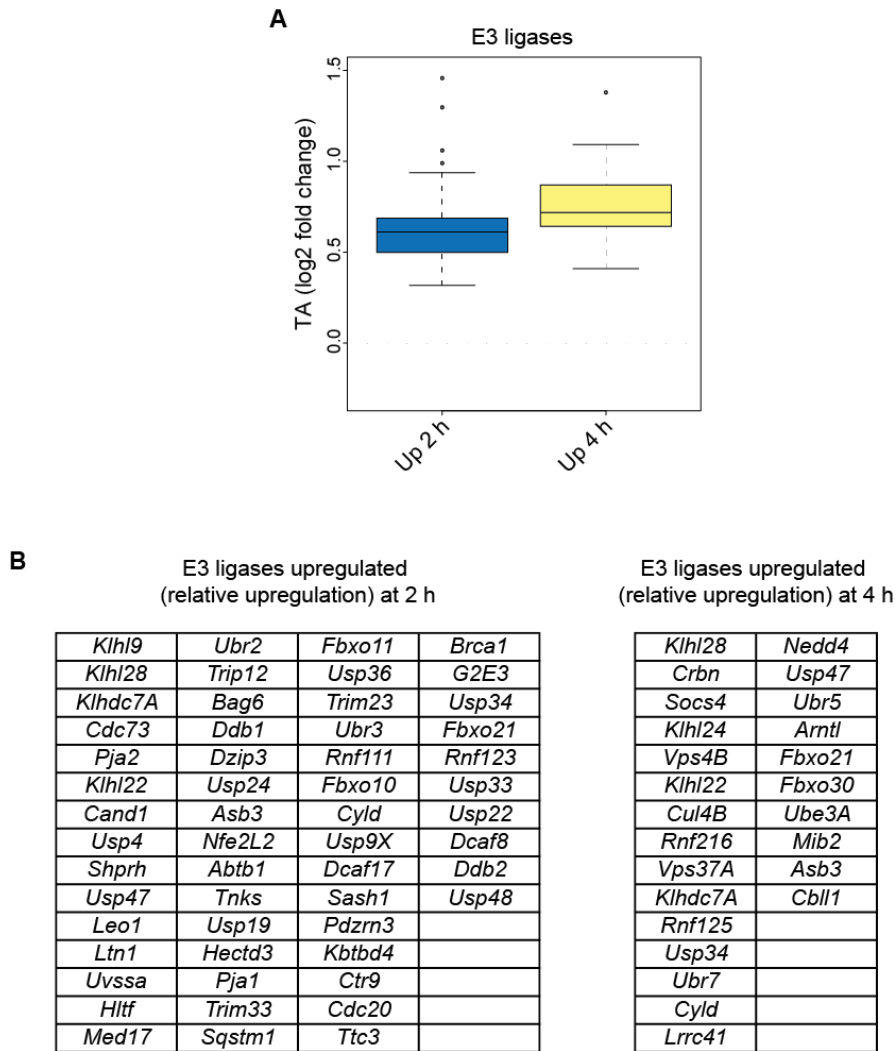 A
E3 ligases
TA (log2 fold change)
1.5
1.0
0.5
0.0
Up 2 h
Up 4 h
B
E3 ligases upregulated
(relative upregulation) at 2 h
Klhl9 Ubr2 Fbxo11 Brca1
Klhl28 Trip12 Usp36 G2E3
Klhdc7A Bag6 Trim23 Usp34
Cdc73 Ddb1 Ubr3 Fbxo21
Pja2 Dzip3 Rnf111 Rnf123
Klhl22 Usp24 Fbxo10 Usp33
Cand1 Asb3 Cyld Usp22
Usp4 Nfe2L2 Usp9X Dcaf8
Shprh Abtb1 Dcaf17 Ddb2
Usp47 Tnks Sash1 Usp48
Leo1 Usp19 Pdzrn3
Ltn1 Hectd3 Kbtbd4
Uvssa Pja1 Ctr9
Hltf Trim33 Cdc20
Med17 Sqstm1 Ttc3
E3 ligases upregulated
(relative upregulation) at 4 h
Klhl28 Nedd4
Crbn Usp47
Socs4 Ubr5
Klhl24 Arntl
Vps4B Fbxo21
Klhl22 Fbxo30
Cul4B Ube3A
Rnf216 Mib2
Vps37A Asb3
Klhdc7A Cbll1
Rnf125
Usp34
Ubr7
Cyld
Lrrc41